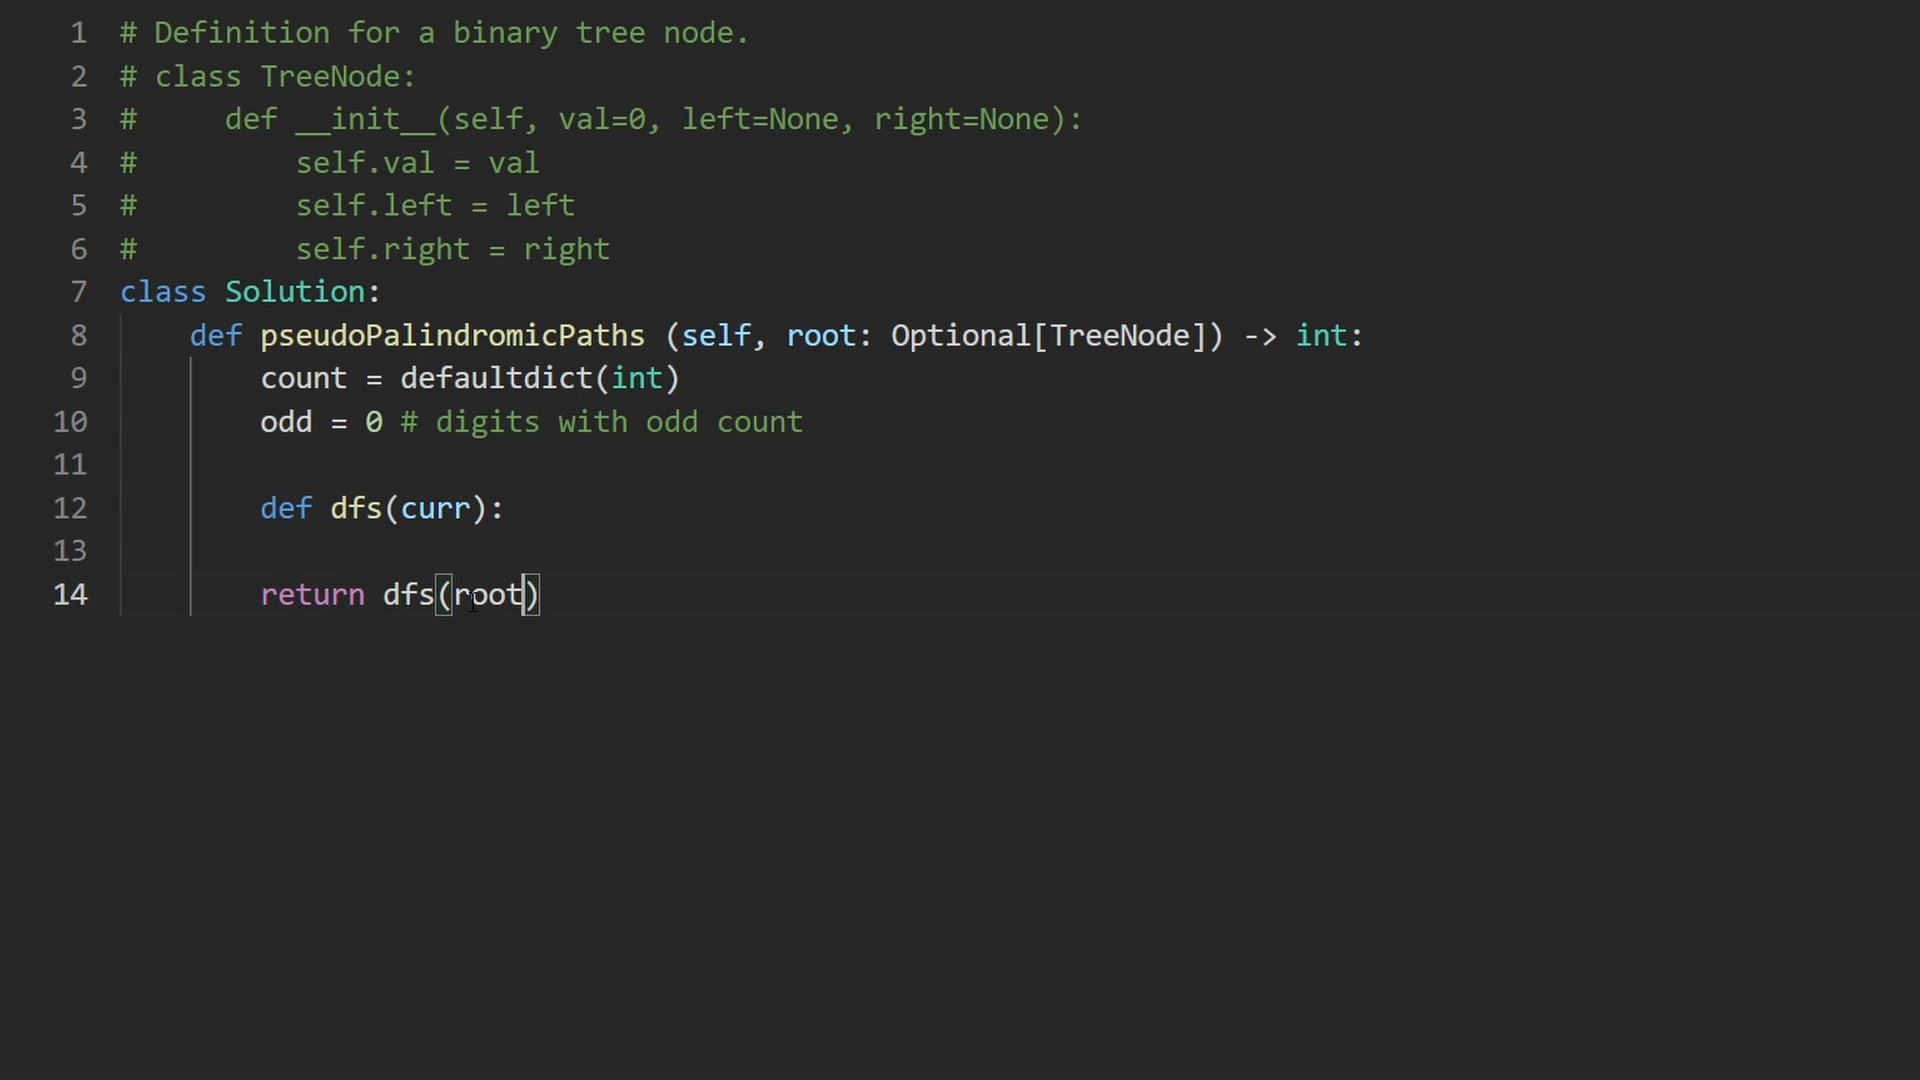 1 # Definition for a binary tree node.
2 # class TreeNode:
3 #     def __init__(self, val=0, left=None, right=None):
4 #         self.val = val
5 #         self.left = left
6 #         self.right = right
7 class Solution:
8     def pseudoPalindromicPaths (self, root: Optional[TreeNode]) -> int:
9         count = defaultdict(int)
10         odd = 0 # digits with odd count
11
12         def dfs(curr):
13
14         return dfs(root)